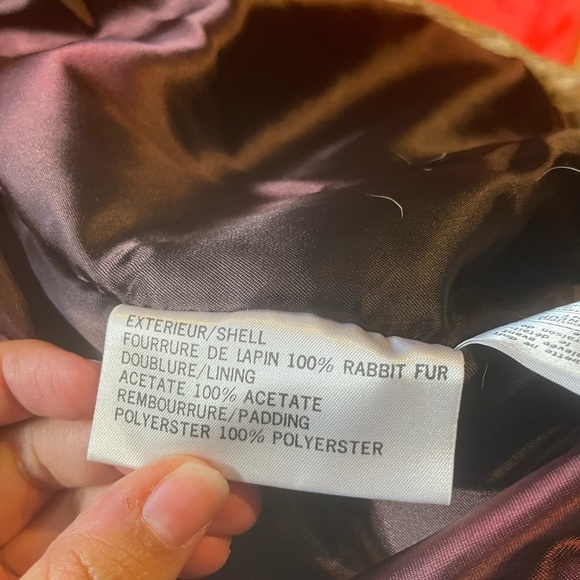 EXTERIEUR/SHELL
FOURRURE DE LAPIN 100% RABBIT FUR
DOUBLURE/LINING
ACETATE 100% ACETATE
REMBOURRURE/PADDING
POLYERSTER 100% POLYERSTER